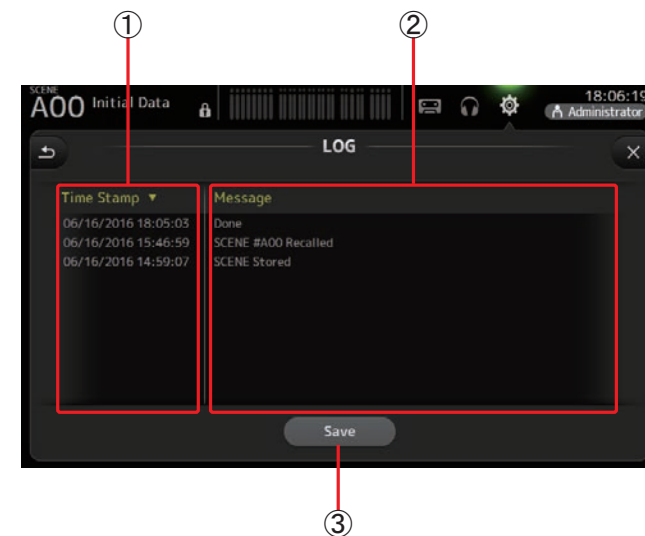 ① ②
SCENE
A00 Initial Data 18:06:19
Administrator
LOG
Time Stamp ▼ Message
06/16/2016 18:05:03 Done
06/16/2016 15:46:59 SCENE #A00 Recalled
06/16/2016 14:59:07 SCENE Stored
Save
③